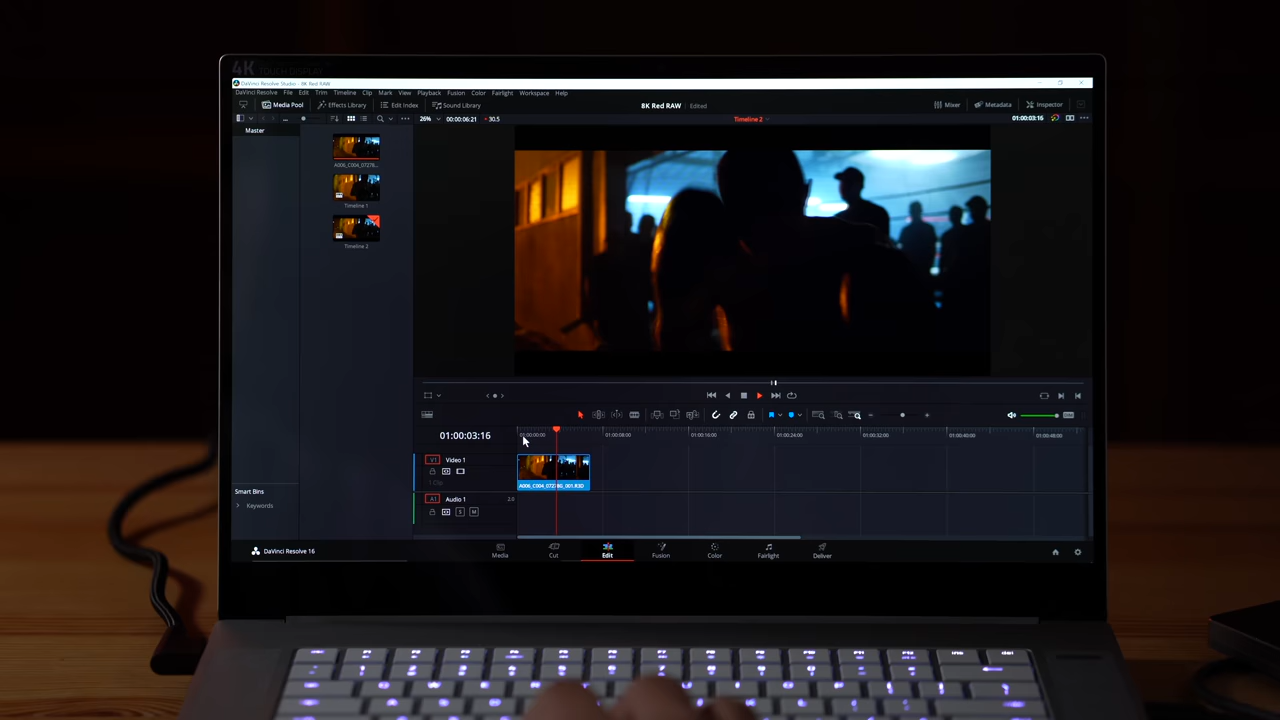 4K
DaVinci Resolve Studio - 8K Red RAW
DaVinci Resolve File Edit Trim Timeline Clip Mark View Playback Fusion Color Fairlight Workspace Help
Media Pool Effects Library Edit Index Sound Library 8K Red RAW Edited Mixer Metadata Inspector
26% 00:00:06:21 30.5 Timeline 2 01:00:03:16
Master
Timeline 1
Timeline 2
01:00:03:16 01:00:00:00 01:00:08:00 01:00:16:00 01:00:24:00 01:00:32:00 01:00:40:00 01:00:48:00
V1 Video 1
1 Clip
A1 Audio 1 2.0
S M
Smart Bins
Keywords
DaVinci Resolve 16 Media Cut Edit Fusion Color Fairlight Deliver